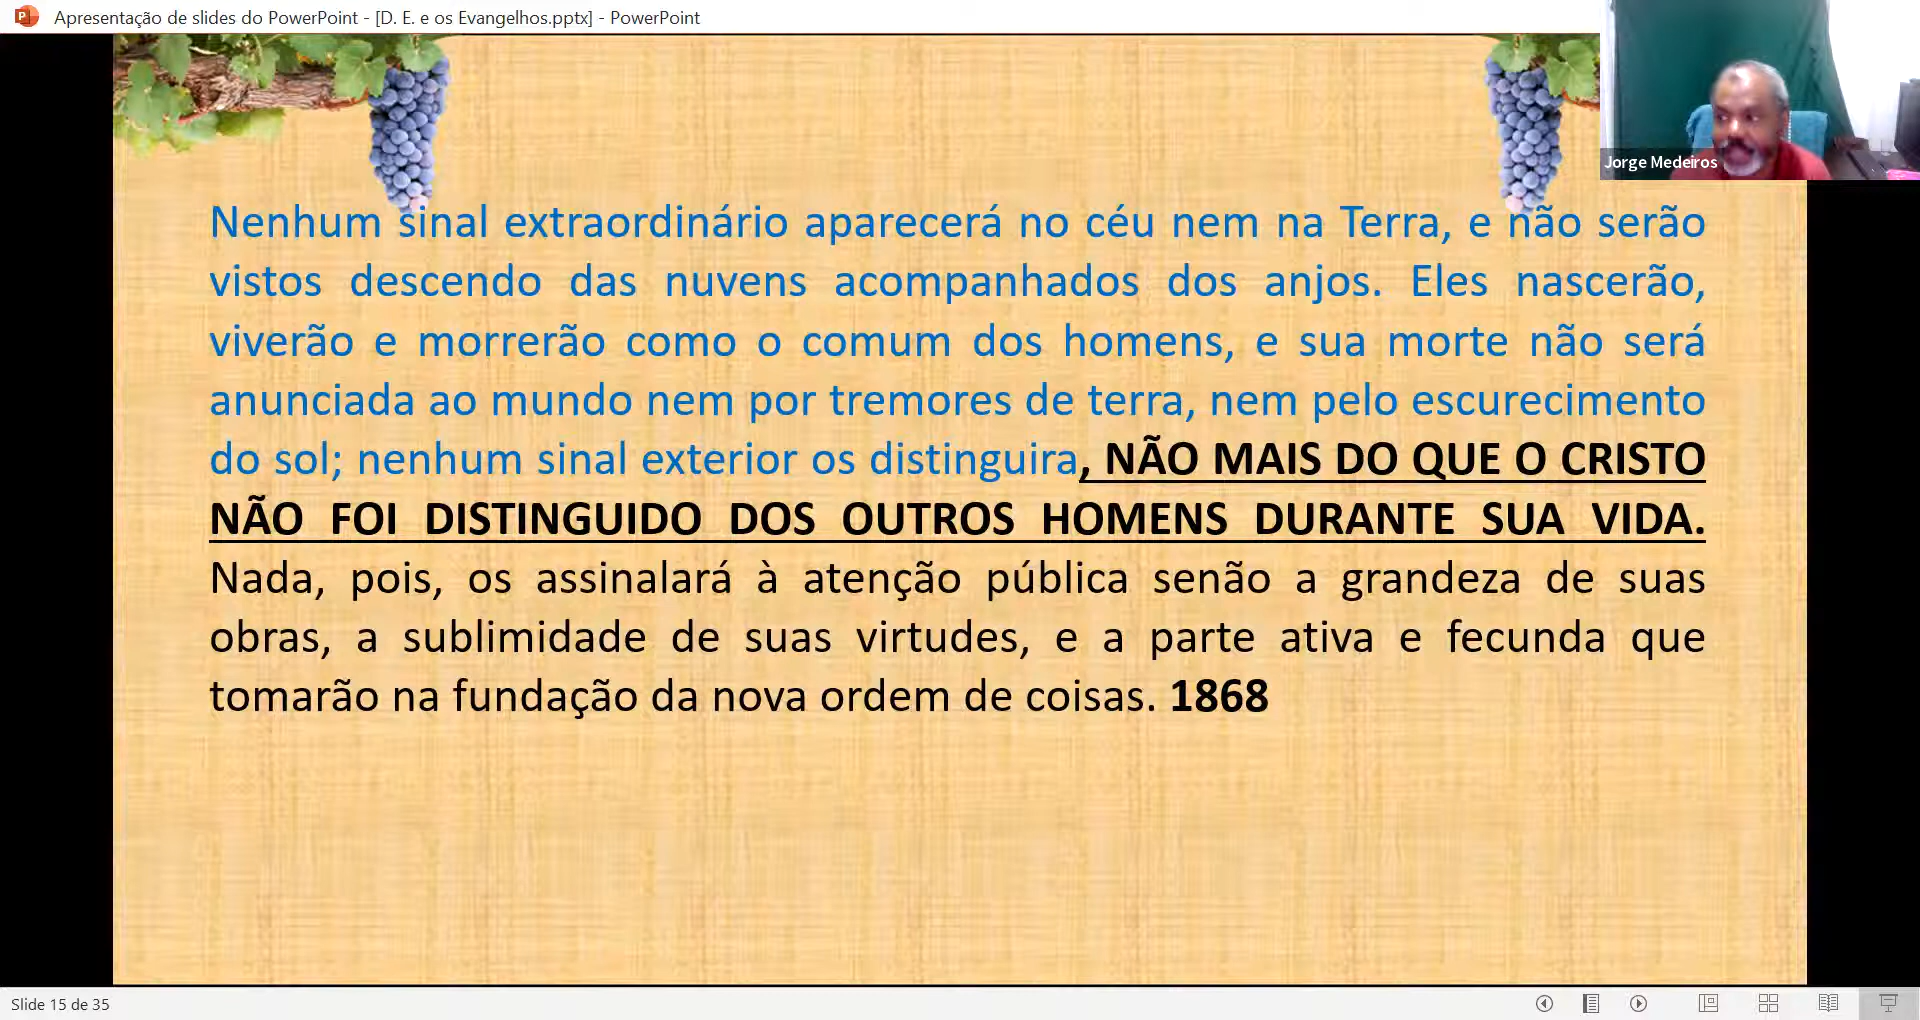 Apresentação de slides do PowerPoint - [D. E. e os Evangelhos.pptx] - PowerPoint
Jorge Medeiros
Nenhum sinal extraordinário aparecerá no céu nem na Terra, e não serão
vistos descendo das nuvens acompanhados dos anjos. Eles nascerão,
viverão e morrerão como o comum dos homens, e sua morte não será
anunciada ao mundo nem por tremores de terra, nem pelo escurecimento
do sol; nenhum sinal exterior os distinguira, NÃO MAIS DO QUE O CRISTO
NÃO FOI DISTINGUIDO DOS OUTROS HOMENS DURANTE SUA VIDA.
Nada, pois, os assinalará à atenção pública senão a grandeza de suas
obras, a sublimidade de suas virtudes, e a parte ativa e fecunda que
tomarão na fundação da nova ordem de coisas. 1868
Slide 15 de 35